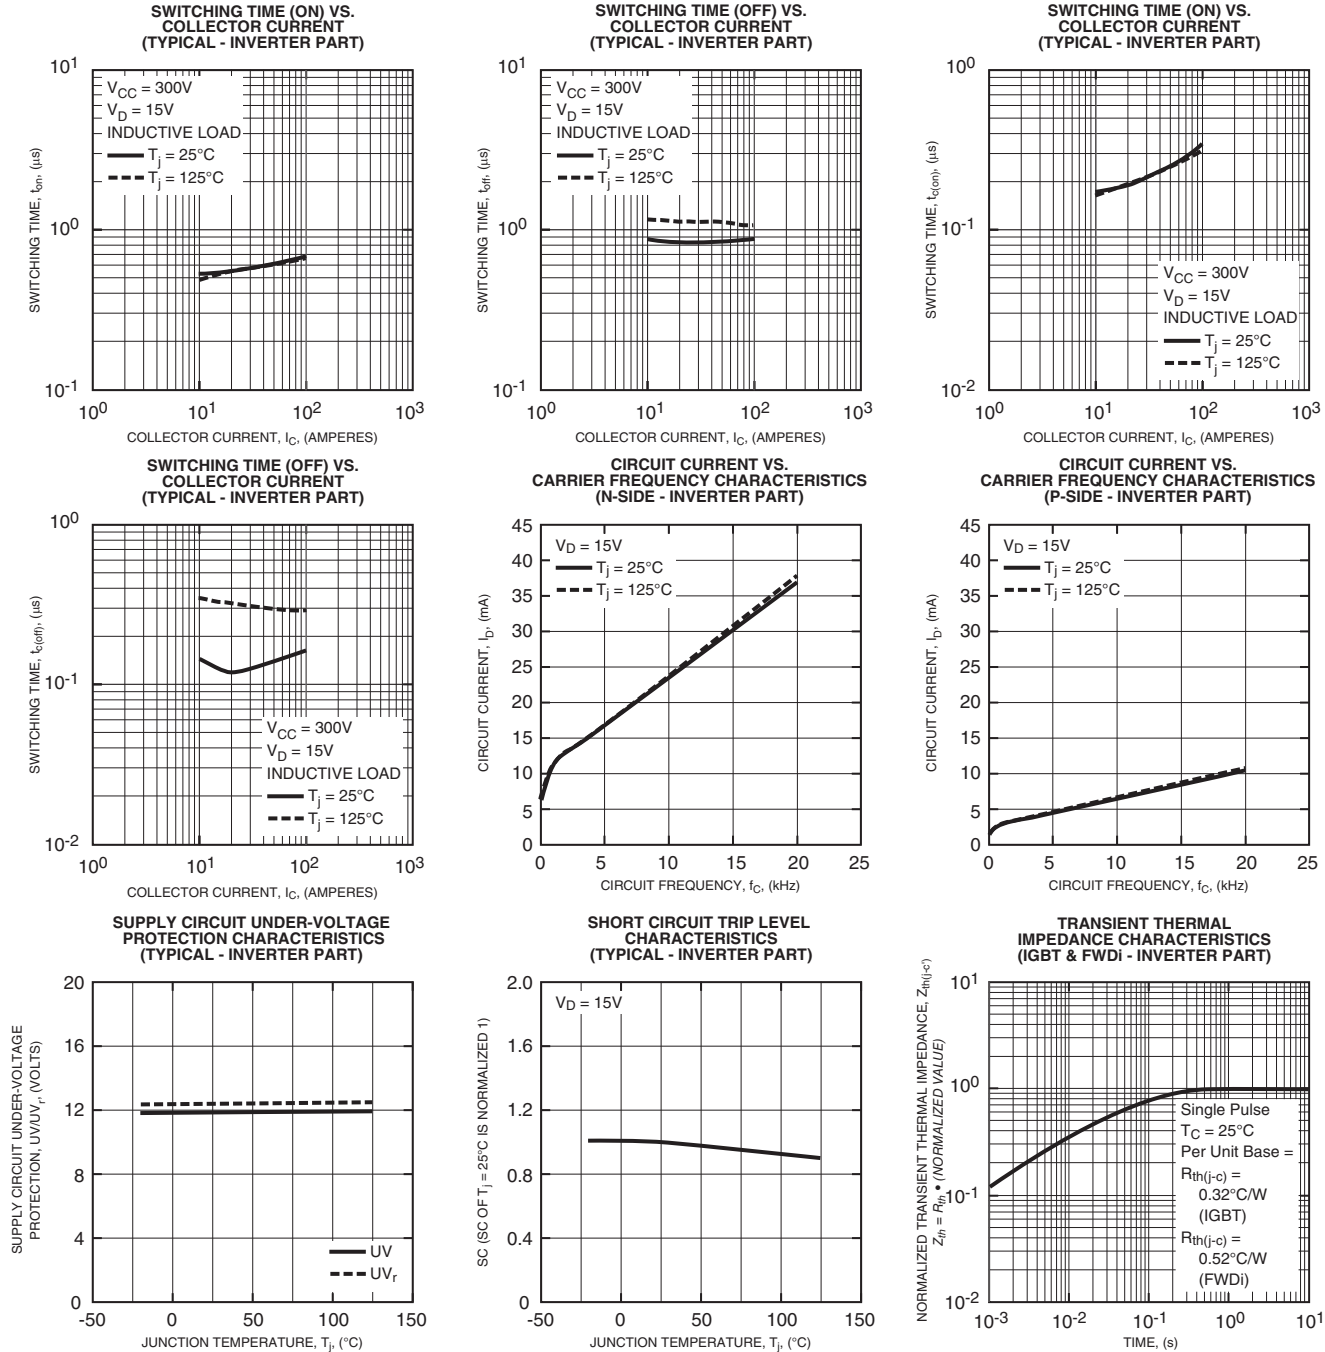 SWITCHING TIME (ON) VS.
COLLECTOR CURRENT
(TYPICAL - INVERTER PART)
10^1
10^0
10^-1
SWITCHING TIME, t_on, (μs)
V_CC = 300V
V_D = 15V
INDUCTIVE LOAD
T_j = 25°C
T_j = 125°C
10^0 10^1 10^2 10^3
COLLECTOR CURRENT, I_C, (AMPERES)
SWITCHING TIME (OFF) VS.
COLLECTOR CURRENT
(TYPICAL - INVERTER PART)
10^1
10^0
10^-1
SWITCHING TIME, t_off, (μs)
V_CC = 300V
V_D = 15V
INDUCTIVE LOAD
T_j = 25°C
T_j = 125°C
10^0 10^1 10^2 10^3
COLLECTOR CURRENT, I_C, (AMPERES)
SWITCHING TIME (ON) VS.
COLLECTOR CURRENT
(TYPICAL - INVERTER PART)
10^0
10^-1
10^-2
SWITCHING TIME, t_c(on), (μs)
V_CC = 300V
V_D = 15V
INDUCTIVE LOAD
T_j = 25°C
T_j = 125°C
10^0 10^1 10^2 10^3
COLLECTOR CURRENT, I_C, (AMPERES)
SWITCHING TIME (OFF) VS.
COLLECTOR CURRENT
(TYPICAL - INVERTER PART)
10^0
10^-1
10^-2
SWITCHING TIME, t_c(off), (μs)
V_CC = 300V
V_D = 15V
INDUCTIVE LOAD
T_j = 25°C
T_j = 125°C
10^0 10^1 10^2 10^3
COLLECTOR CURRENT, I_C, (AMPERES)
CIRCUIT CURRENT VS.
CARRIER FREQUENCY CHARACTERISTICS
(N-SIDE - INVERTER PART)
45
40
35
30
25
20
15
10
5
0
CIRCUIT CURRENT, I_D, (mA)
V_D = 15V
T_j = 25°C
T_j = 125°C
0 5 10 15 20 25
CIRCUIT FREQUENCY, f_C, (kHz)
CIRCUIT CURRENT VS.
CARRIER FREQUENCY CHARACTERISTICS
(P-SIDE - INVERTER PART)
45
40
35
30
25
20
15
10
5
0
CIRCUIT CURRENT, I_D, (mA)
V_D = 15V
T_j = 25°C
T_j = 125°C
0 5 10 15 20 25
CIRCUIT FREQUENCY, f_C, (kHz)
SUPPLY CIRCUIT UNDER-VOLTAGE
PROTECTION CHARACTERISTICS
(TYPICAL - INVERTER PART)
20
16
12
8
4
0
SUPPLY CIRCUIT UNDER-VOLTAGE
PROTECTION, UV/UV_r, (VOLTS)
UV
UV_r
-50 0 50 100 150
JUNCTION TEMPERATURE, T_j, (°C)
SHORT CIRCUIT TRIP LEVEL
CHARACTERISTICS
(TYPICAL - INVERTER PART)
2.0
1.6
1.2
0.8
0.4
0
SC (SC OF T_j = 25°C IS NORMALIZED 1)
V_D = 15V
-50 0 50 100 150
JUNCTION TEMPERATURE, T_j, (°C)
TRANSIENT THERMAL
IMPEDANCE CHARACTERISTICS
(IGBT & FWDi - INVERTER PART)
10^1
10^0
10^-1
10^-2
NORMALIZED TRANSIENT THERMAL IMPEDANCE, Z_th(j-c')
Z_th = R_th • (NORMALIZED VALUE)
Single Pulse
T_C = 25°C
Per Unit Base =
R_th(j-c) =
0.32°C/W
(IGBT)
R_th(j-c) =
0.52°C/W
(FWDi)
10^-3 10^-2 10^-1 10^0 10^1
TIME, (s)